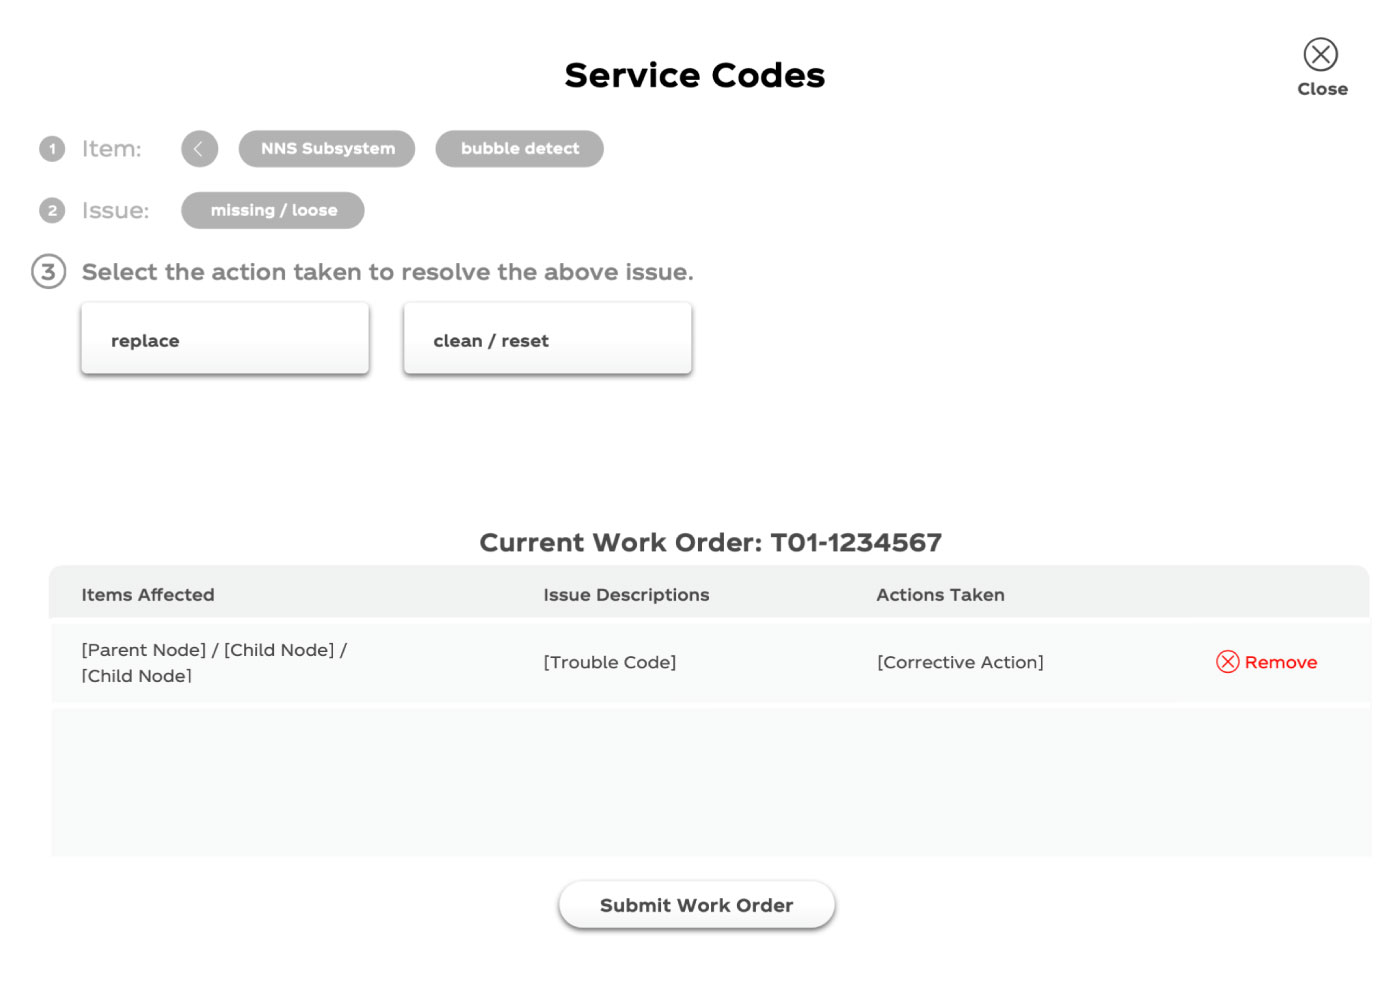 Service Codes
Close
1 Item: NNS Subsystem bubble detect
2 Issue: missing / loose
3 Select the action taken to resolve the above issue.
replace clean / reset
Current Work Order: T01-1234567
Items Affected Issue Descriptions Actions Taken
[Parent Node] / [Child Node] /
[Child Node]
[Trouble Code] [Corrective Action] Remove
Submit Work Order